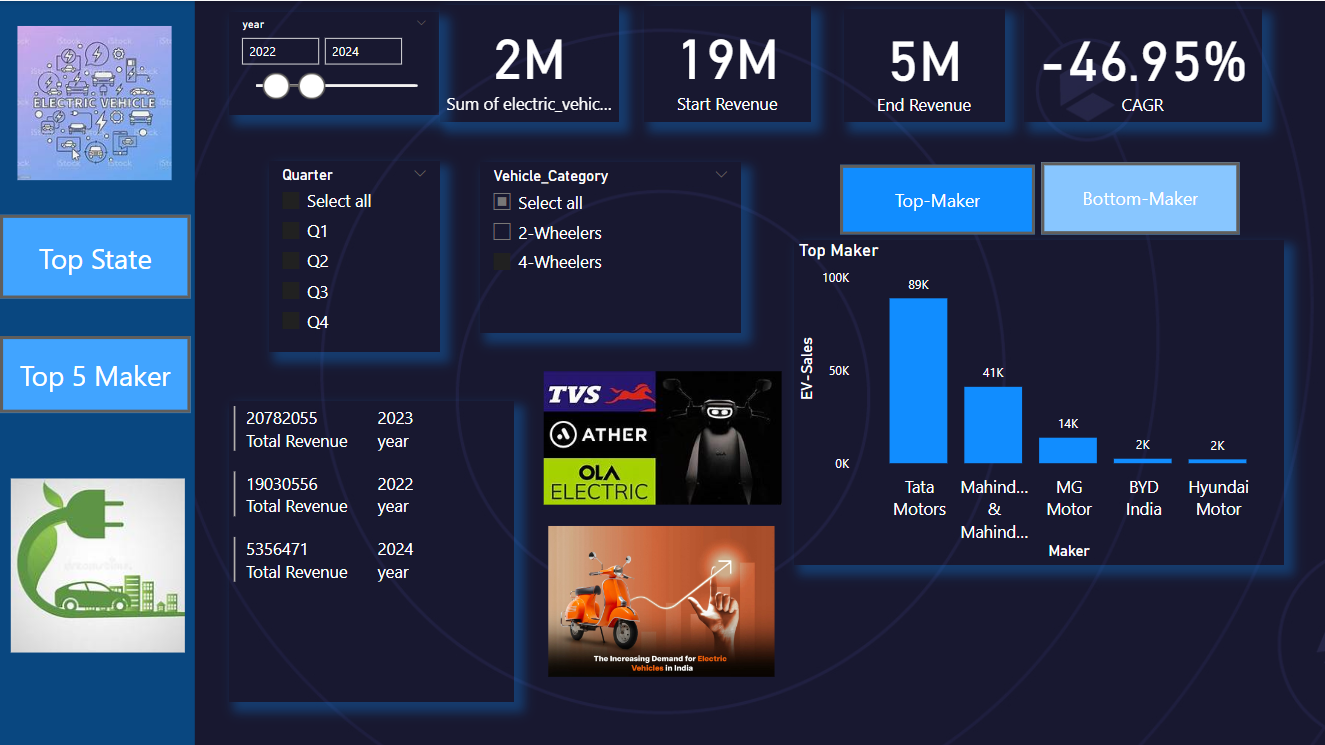 ELECTRIC VEHICLE
iStock
Top State
Top 5 Maker
year
2022
2024
2M
Sum of electric_vehic...
19M
Start Revenue
5M
End Revenue
-46.95%
CAGR
Quarter
Select all
Q1
Q2
Q3
Q4
Vehicle_Category
Select all
2-Wheelers
4-Wheelers
Top-Maker
Bottom-Maker
20782055 2023
Total Revenue year
19030556 2022
Total Revenue year
5356471 2024
Total Revenue year
TVS
ATHER
OLA
ELECTRIC
The Increasing Demand for Electric
Vehicles in India
Top Maker
EV-Sales
100K
50K
0K
89K
41K
14K
2K
2K
Tata
Motors
Mahind...
&
Mahind...
MG
Motor
BYD
India
Hyundai
Motor
Maker